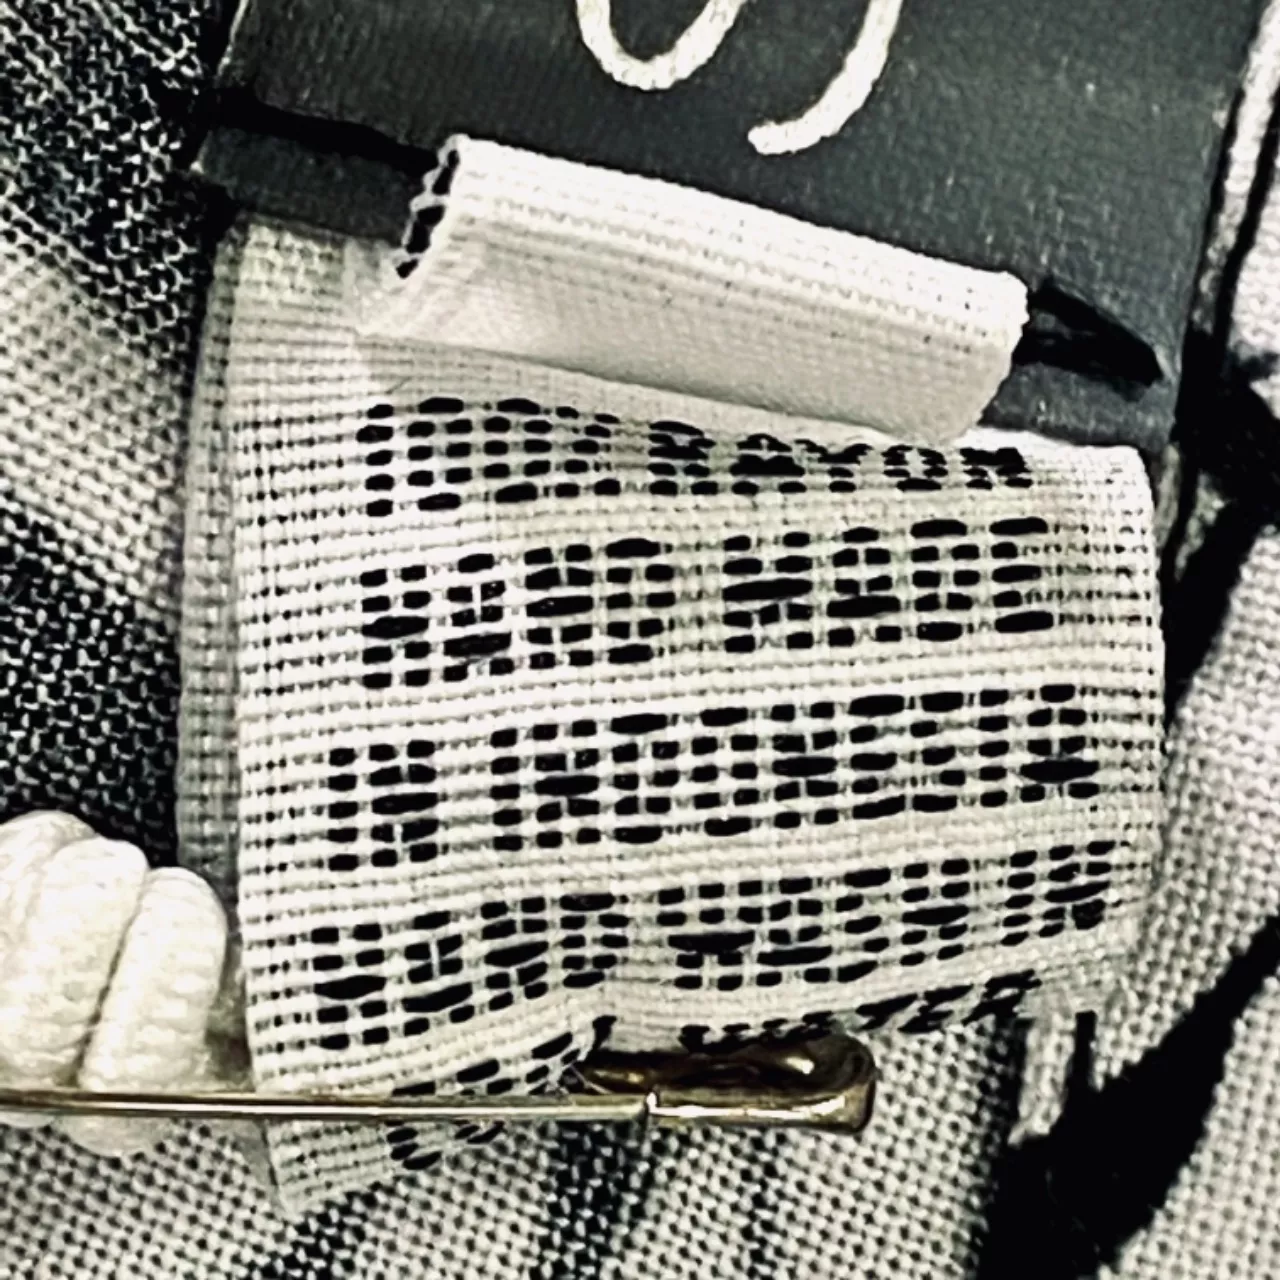 100% RAYON
HAND MADE
IN INDONESIA
HAND WASH IN
WATER